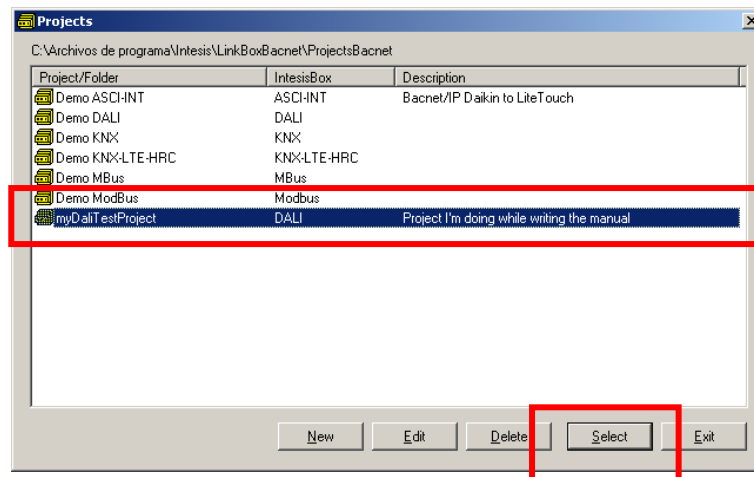 Projects
C:\Archivos de programa\Intesis\LinkBoxBacnet\ProjectsBacnet
Project/Folder IntesisBox Description
Demo ASCI-INT ASCI-INT Bacnet/IP Daikin to LiteTouch
Demo DALI DALI
Demo KNX KNX
Demo KNX-LTE-HRC KNX-LTE-HRC
Demo MBus MBus
Demo ModBus Modbus
myDaliTestProject DALI Project I'm doing while writing the manual
New Edit Delete Select Exit